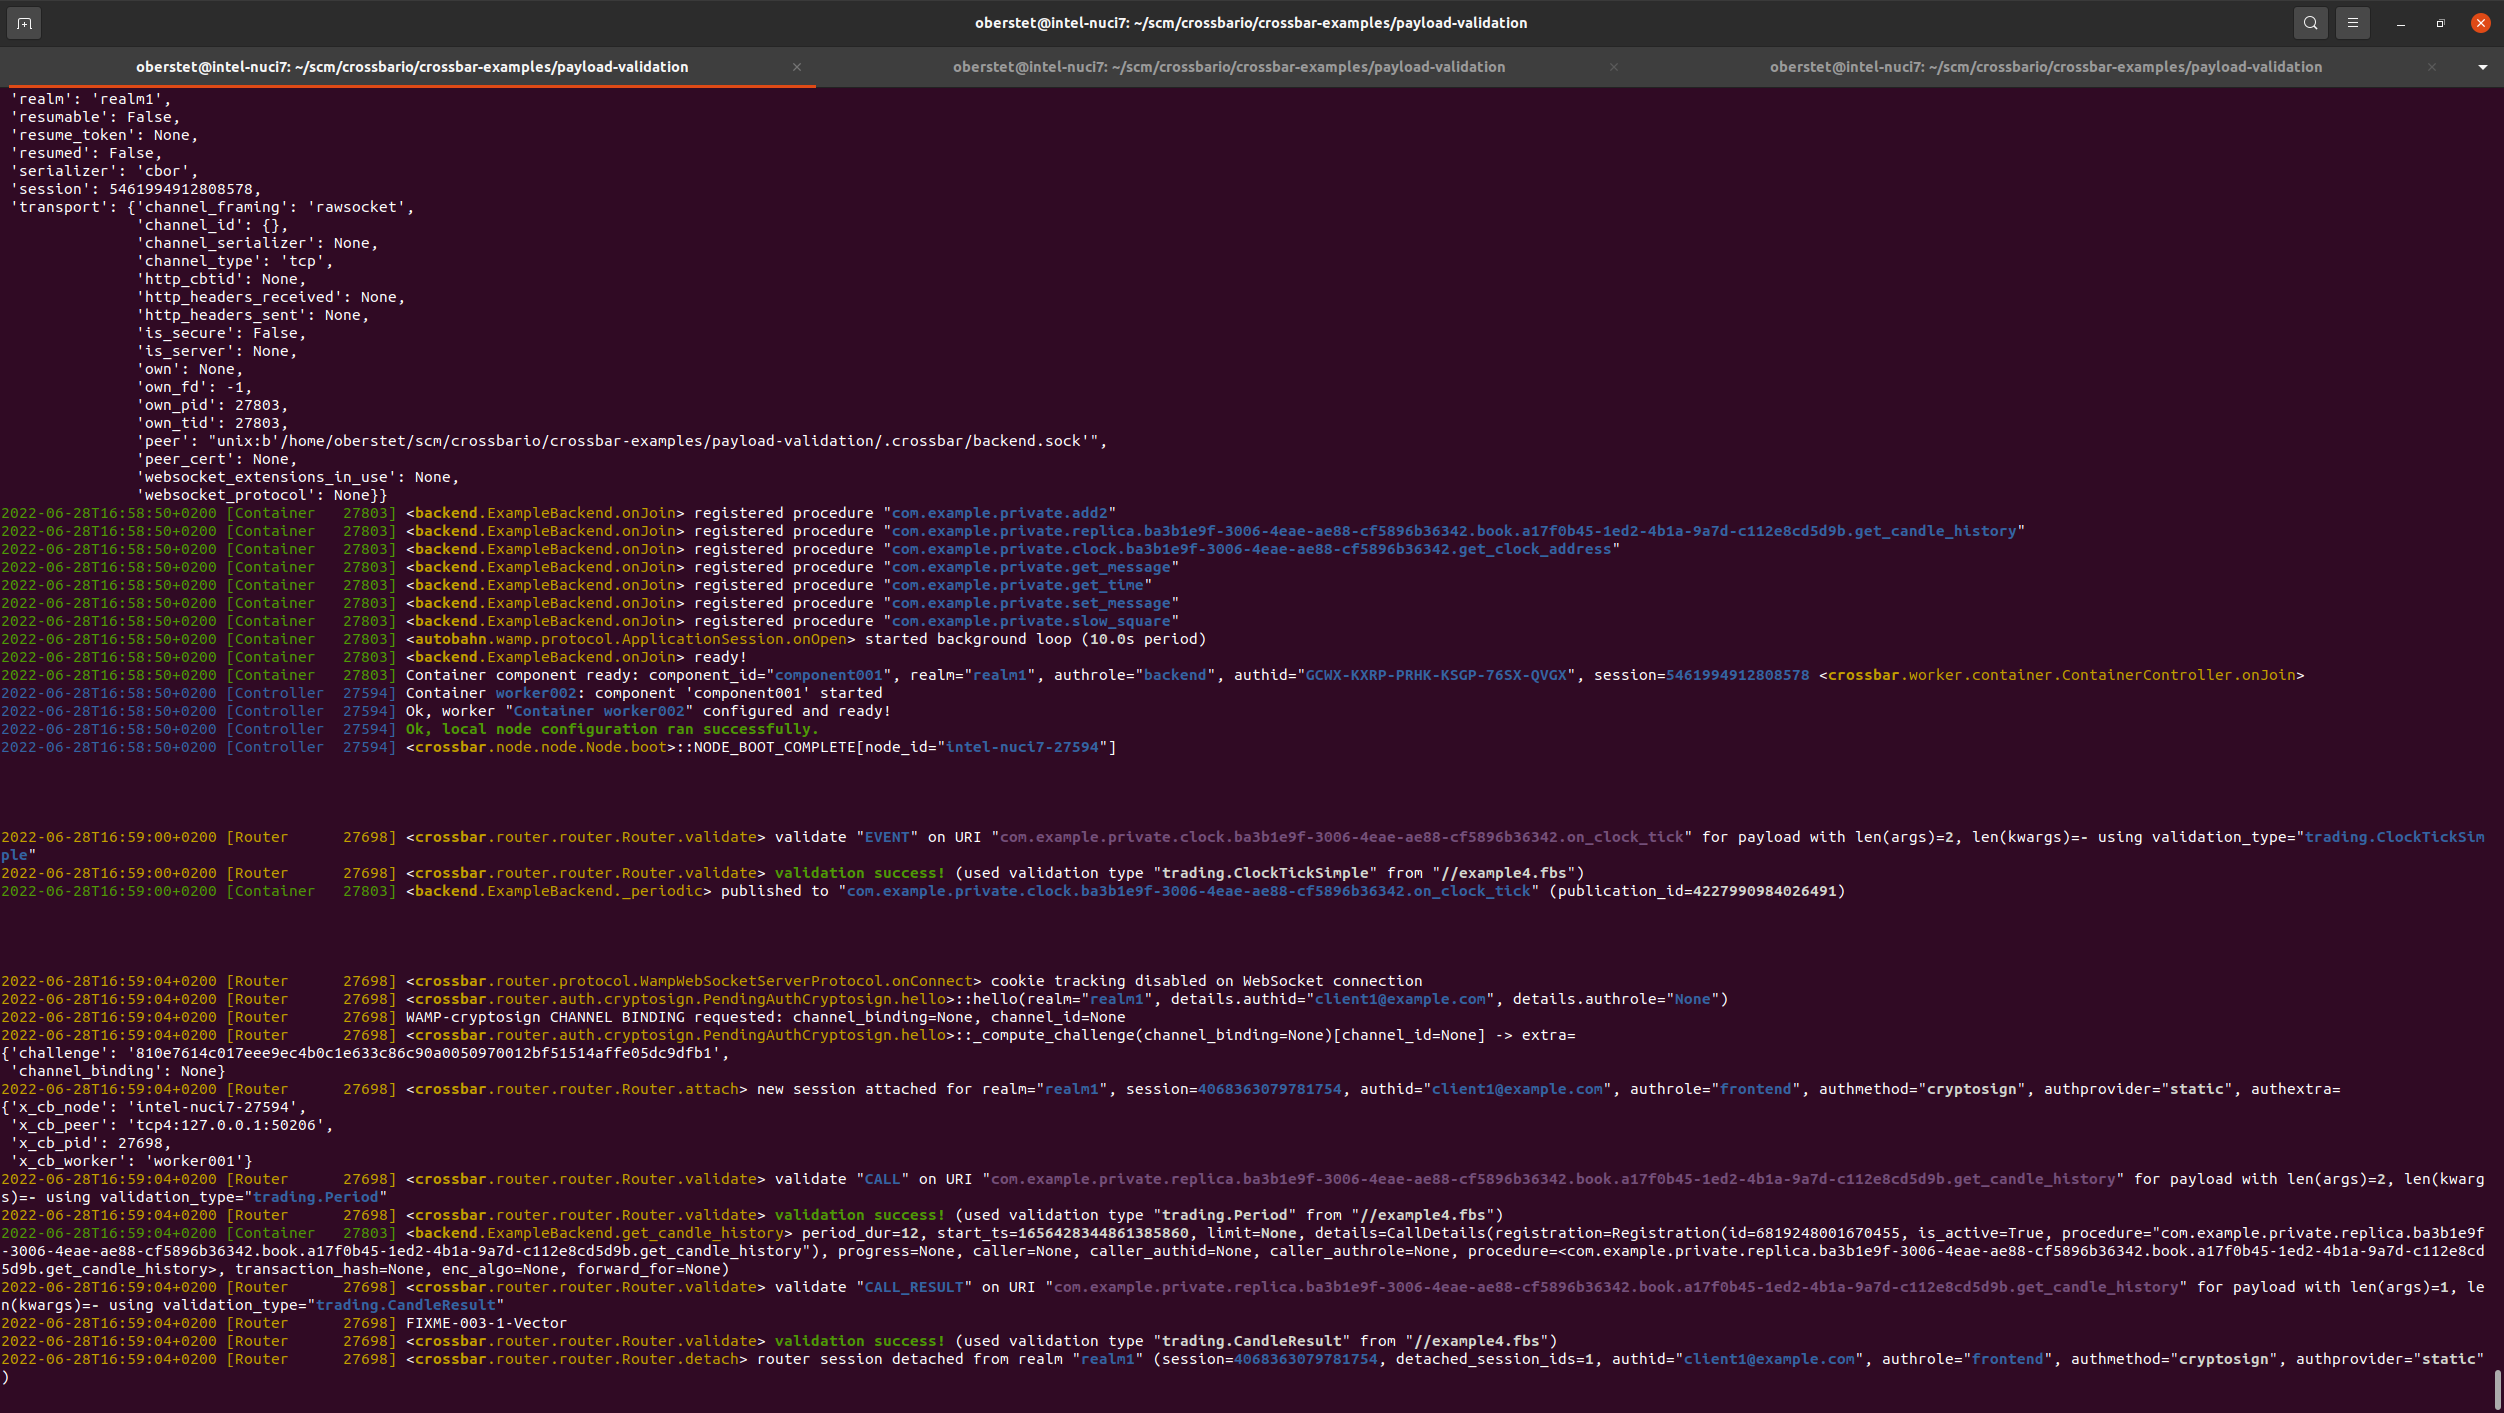 oberstet@intel-nuci7: ~/scm/crossbario/crossbar-examples/payload-validation
oberstet@intel-nuci7: ~/scm/crossbario/crossbar-examples/payload-validation
oberstet@intel-nuci7: ~/scm/crossbario/crossbar-examples/payload-validation
oberstet@intel-nuci7: ~/scm/crossbario/crossbar-examples/payload-validation
 'realm': 'realm1',
 'resumable': False,
 'resume_token': None,
 'resumed': False,
 'serializer': 'cbor',
 'session': 5461994912808578,
 'transport': {'channel_framing': 'rawsocket',
               'channel_id': {},
               'channel_serializer': None,
               'channel_type': 'tcp',
               'http_cbtid': None,
               'http_headers_received': None,
               'http_headers_sent': None,
               'is_secure': False,
               'is_server': None,
               'own': None,
               'own_fd': -1,
               'own_pid': 27803,
               'own_tid': 27803,
               'peer': "unix:b'/home/oberstet/scm/crossbario/crossbar-examples/payload-validation/.crossbar/backend.sock'",
               'peer_cert': None,
               'websocket_extensions_in_use': None,
               'websocket_protocol': None}}
2022-06-28T16:58:50+0200 [Container   27803] <backend.ExampleBackend.onJoin> registered procedure "com.example.private.add2"
2022-06-28T16:58:50+0200 [Container   27803] <backend.ExampleBackend.onJoin> registered procedure "com.example.private.replica.ba3b1e9f-3006-4eae-ae88-cf5896b36342.book.a17f0b45-1ed2-4b1a-9a7d-c112e8cd5d9b.get_candle_history"
2022-06-28T16:58:50+0200 [Container   27803] <backend.ExampleBackend.onJoin> registered procedure "com.example.private.clock.ba3b1e9f-3006-4eae-ae88-cf5896b36342.get_clock_address"
2022-06-28T16:58:50+0200 [Container   27803] <backend.ExampleBackend.onJoin> registered procedure "com.example.private.get_message"
2022-06-28T16:58:50+0200 [Container   27803] <backend.ExampleBackend.onJoin> registered procedure "com.example.private.get_time"
2022-06-28T16:58:50+0200 [Container   27803] <backend.ExampleBackend.onJoin> registered procedure "com.example.private.set_message"
2022-06-28T16:58:50+0200 [Container   27803] <backend.ExampleBackend.onJoin> registered procedure "com.example.private.slow_square"
2022-06-28T16:58:50+0200 [Container   27803] <autobahn.wamp.protocol.ApplicationSession.onOpen> started background loop (10.0s period)
2022-06-28T16:58:50+0200 [Container   27803] <backend.ExampleBackend.onJoin> ready!
2022-06-28T16:58:50+0200 [Container   27803] Container component ready: component_id="component001", realm="realm1", authrole="backend", authid="GCWX-KXRP-PRHK-KSGP-76SX-QVGX", session=5461994912808578 <crossbar.worker.container.ContainerController.onJoin>
2022-06-28T16:58:50+0200 [Controller  27594] Container worker002: component 'component001' started
2022-06-28T16:58:50+0200 [Controller  27594] Ok, worker "Container worker002" configured and ready!
2022-06-28T16:58:50+0200 [Controller  27594] Ok, local node configuration ran successfully.
2022-06-28T16:58:50+0200 [Controller  27594] <crossbar.node.node.Node.boot>::NODE_BOOT_COMPLETE[node_id="intel-nuci7-27594"]
2022-06-28T16:59:00+0200 [Router      27698] <crossbar.router.router.Router.validate> validate "EVENT" on URI "com.example.private.clock.ba3b1e9f-3006-4eae-ae88-cf5896b36342.on_clock_tick" for payload with len(args)=2, len(kwargs)=- using validation_type="trading.ClockTickSim
ple"
2022-06-28T16:59:00+0200 [Router      27698] <crossbar.router.router.Router.validate> validation success! (used validation type "trading.ClockTickSimple" from "//example4.fbs")
2022-06-28T16:59:00+0200 [Container   27803] <backend.ExampleBackend._periodic> published to "com.example.private.clock.ba3b1e9f-3006-4eae-ae88-cf5896b36342.on_clock_tick" (publication_id=4227990984026491)
2022-06-28T16:59:04+0200 [Router      27698] <crossbar.router.protocol.WampWebSocketServerProtocol.onConnect> cookie tracking disabled on WebSocket connection
2022-06-28T16:59:04+0200 [Router      27698] <crossbar.router.auth.cryptosign.PendingAuthCryptosign.hello>::hello(realm="realm1", details.authid="client1@example.com", details.authrole="None")
2022-06-28T16:59:04+0200 [Router      27698] WAMP-cryptosign CHANNEL BINDING requested: channel_binding=None, channel_id=None
2022-06-28T16:59:04+0200 [Router      27698] <crossbar.router.auth.cryptosign.PendingAuthCryptosign.hello>::_compute_challenge(channel_binding=None)[channel_id=None] -> extra=
{'challenge': '810e7614c017eee9ec4b0c1e633c86c90a0050970012bf51514affe05dc9dfb1',
 'channel_binding': None}
2022-06-28T16:59:04+0200 [Router      27698] <crossbar.router.router.Router.attach> new session attached for realm="realm1", session=4068363079781754, authid="client1@example.com", authrole="frontend", authmethod="cryptosign", authprovider="static", authextra=
{'x_cb_node': 'intel-nuci7-27594',
 'x_cb_peer': 'tcp4:127.0.0.1:50206',
 'x_cb_pid': 27698,
 'x_cb_worker': 'worker001'}
2022-06-28T16:59:04+0200 [Router      27698] <crossbar.router.router.Router.validate> validate "CALL" on URI "com.example.private.replica.ba3b1e9f-3006-4eae-ae88-cf5896b36342.book.a17f0b45-1ed2-4b1a-9a7d-c112e8cd5d9b.get_candle_history" for payload with len(args)=2, len(kwarg
s)=- using validation_type="trading.Period"
2022-06-28T16:59:04+0200 [Router      27698] <crossbar.router.router.Router.validate> validation success! (used validation type "trading.Period" from "//example4.fbs")
2022-06-28T16:59:04+0200 [Container   27803] <backend.ExampleBackend.get_candle_history> period_dur=12, start_ts=1656428344861385860, limit=None, details=CallDetails(registration=Registration(id=6819248001670455, is_active=True, procedure="com.example.private.replica.ba3b1e9f
-3006-4eae-ae88-cf5896b36342.book.a17f0b45-1ed2-4b1a-9a7d-c112e8cd5d9b.get_candle_history"), progress=None, caller=None, caller_authid=None, caller_authrole=None, procedure=<com.example.private.replica.ba3b1e9f-3006-4eae-ae88-cf5896b36342.book.a17f0b45-1ed2-4b1a-9a7d-c112e8cd
5d9b.get_candle_history>, transaction_hash=None, enc_algo=None, forward_for=None)
2022-06-28T16:59:04+0200 [Router      27698] <crossbar.router.router.Router.validate> validate "CALL_RESULT" on URI "com.example.private.replica.ba3b1e9f-3006-4eae-ae88-cf5896b36342.book.a17f0b45-1ed2-4b1a-9a7d-c112e8cd5d9b.get_candle_history" for payload with len(args)=1, le
n(kwargs)=- using validation_type="trading.CandleResult"
2022-06-28T16:59:04+0200 [Router      27698] FIXME-003-1-Vector
2022-06-28T16:59:04+0200 [Router      27698] <crossbar.router.router.Router.validate> validation success! (used validation type "trading.CandleResult" from "//example4.fbs")
2022-06-28T16:59:04+0200 [Router      27698] <crossbar.router.router.Router.detach> router session detached from realm "realm1" (session=4068363079781754, detached_session_ids=1, authid="client1@example.com", authrole="frontend", authmethod="cryptosign", authprovider="static"
)